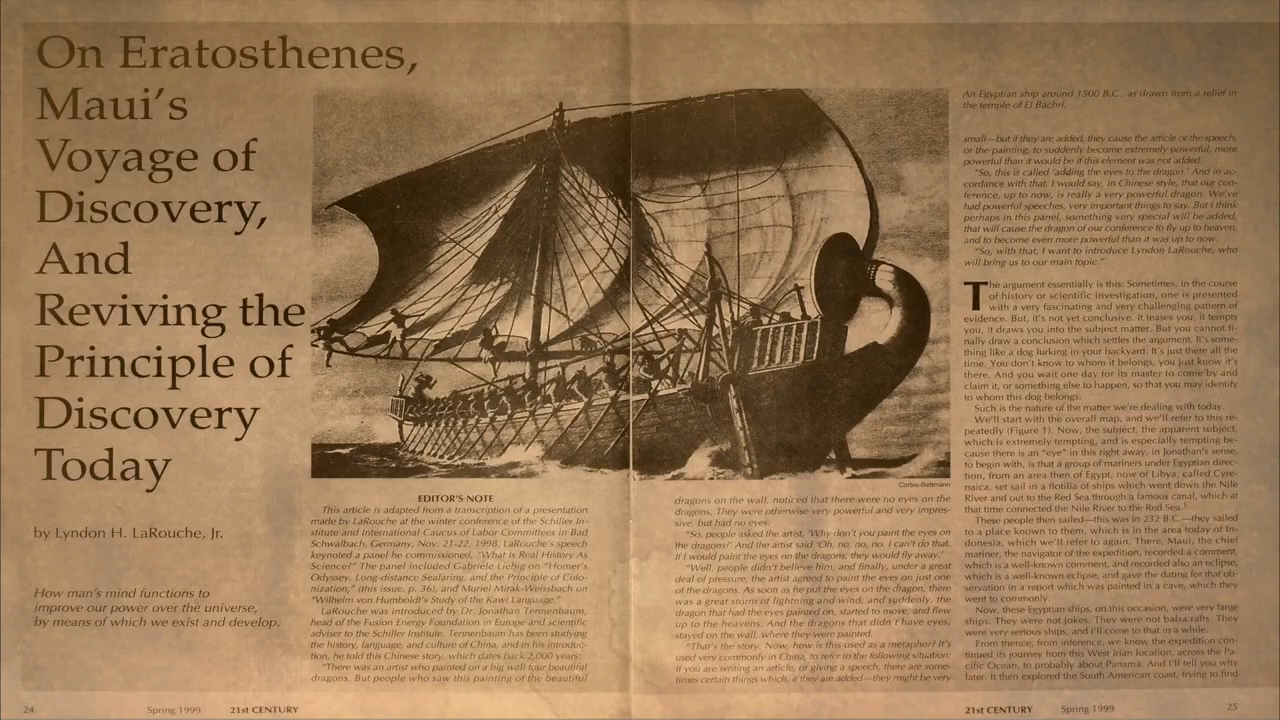 On Eratosthenes,
Maui's
Voyage of
Discovery,
And
Reviving the
Principle of
Discovery
Today
by Lyndon H. LaRouche, Jr.
How man's mind functions to
improve our power over the universe,
by means of which we exist and develop.
Corbis-Bettmann
EDITOR'S NOTE
This article is adapted from a transcription of a presentation
made by LaRouche at the winter conference of the Schiller In-
stitute and International Caucus of Labor Committees in Bad
Schwalbach, Germany, Nov. 21-22, 1998. LaRouche's speech
keynoted a panel he commissioned, "What Is Real History As
Science?" The panel included Gabriele Liebig on "Homer's
Odyssey, Long-distance Seafaring, and the Principle of Colo-
nization," (this issue, p. 36), and Muriel Mirak-Weissbach on
"Wilhelm von Humboldt's Study of the Kawi Language."
LaRouche was introduced by Dr. Jonathan Tennenbaum,
head of the Fusion Energy Foundation in Europe and scientific
adviser to the Schiller Institute. Tennenbaum has been studying
the history, language, and culture of China, and in his introduc-
tion, he told this Chinese story, which dates back 2,000 years:
"There was an artist who painted on a big wall four beautiful
dragons. But people who saw this painting of the beautiful
dragons on the wall, noticed that there were no eyes on the
dragons. They were otherwise very powerful and very impres-
sive, but had no eyes.
"So, people asked the artist, 'Why don't you paint the eyes on
the dragons?' And the artist said 'Oh, no, no, no. I can't do that.
If I would paint the eyes on the dragons, they would fly away.'
"Well, people didn't believe him, and finally, under a great
deal of pressure, the artist agreed to paint the eyes on just one
of the dragons. As soon as he put the eyes on the dragon, there
was a great storm of lightning and wind, and suddenly, the
dragon that had the eyes painted on, started to move, and flew
up to the heavens. And the dragons that didn't have eyes,
stayed on the wall, where they were painted.
"That's the story. Now, how is this used as a metaphor? It's
used very commonly in China, to refer to the following situation:
If you are writing an article, or giving a speech, there are some-
times certain things which, if they are added—they might be very
An Egyptian ship around 1500 B.C., as drawn from a relief in
the temple of El Bachri.
small—but if they are added, they cause the article or the speech,
or the painting, to suddenly become extremely powerful, more
powerful than it would be if this element was not added.
"So, this is called 'adding the eyes to the dragon.' And in ac-
cordance with that, I would say, in Chinese style, that our con-
ference, up to now, is really a very powerful dragon. We've
had powerful speeches, very important things to say. But I think
perhaps in this panel, something very special will be added,
that will cause the dragon of our conference to fly up to heaven,
and to become even more powerful than it was up to now.
"So, with that, I want to introduce Lyndon LaRouche, who
will bring us to our main topic."
The argument essentially is this: Sometimes, in the course
of history or scientific investigation, one is presented
with a very fascinating and very challenging pattern of
evidence. But, it's not yet conclusive. It teases you, it tempts
you, it draws you into the subject matter. But you cannot fi-
nally draw a conclusion which settles the argument. It's some-
thing like a dog lurking in your backyard: It's just there all the
time. You don't know to whom it belongs, you just know it's
there. And you wait one day for its master to come by and
claim it, or something else to happen, so that you may identify
to whom this dog belongs.
Such is the nature of the matter we're dealing with today.
We'll start with the overall map, and we'll refer to this re-
peatedly (Figure 1). Now, the subject, the apparent subject,
which is extremely tempting, and is especially tempting be-
cause there is an "eye" in this right away, in Jonathan's sense,
to begin with, is that a group of mariners under Egyptian direc-
tion, from an area then of Egypt, now of Libya, called Cyre-
naica, set sail in a flotilla of ships which went down the Nile
River and out to the Red Sea through a famous canal, which at
that time connected the Nile River to the Red Sea.¹
These people then sailed—this was in 232 B.C.—they sailed
to a place known to them, which is in the area today of In-
donesia, which we'll refer to again. There, Maui, the chief
mariner, the navigator of the expedition, recorded a comment,
which is a well-known comment, and recorded also an eclipse,
which is a well-known eclipse, and gave the dating for that ob-
servation in a report which was painted in a cave, which they
went to commonly.
Now, these Egyptian ships, on this occasion, were very large
ships. They were not jokes. They were not balsa rafts. They
were very serious ships, and I'll come to that in a while.
From thence, from inference, we know the expedition con-
tinued its journey from this West Irian location, across the Pa-
cific Ocean, to probably about Panama. And I'll tell you why
later. It then explored the South American coast, trying to find
24
Spring 1999
21st CENTURY
21st CENTURY
Spring 1999
25